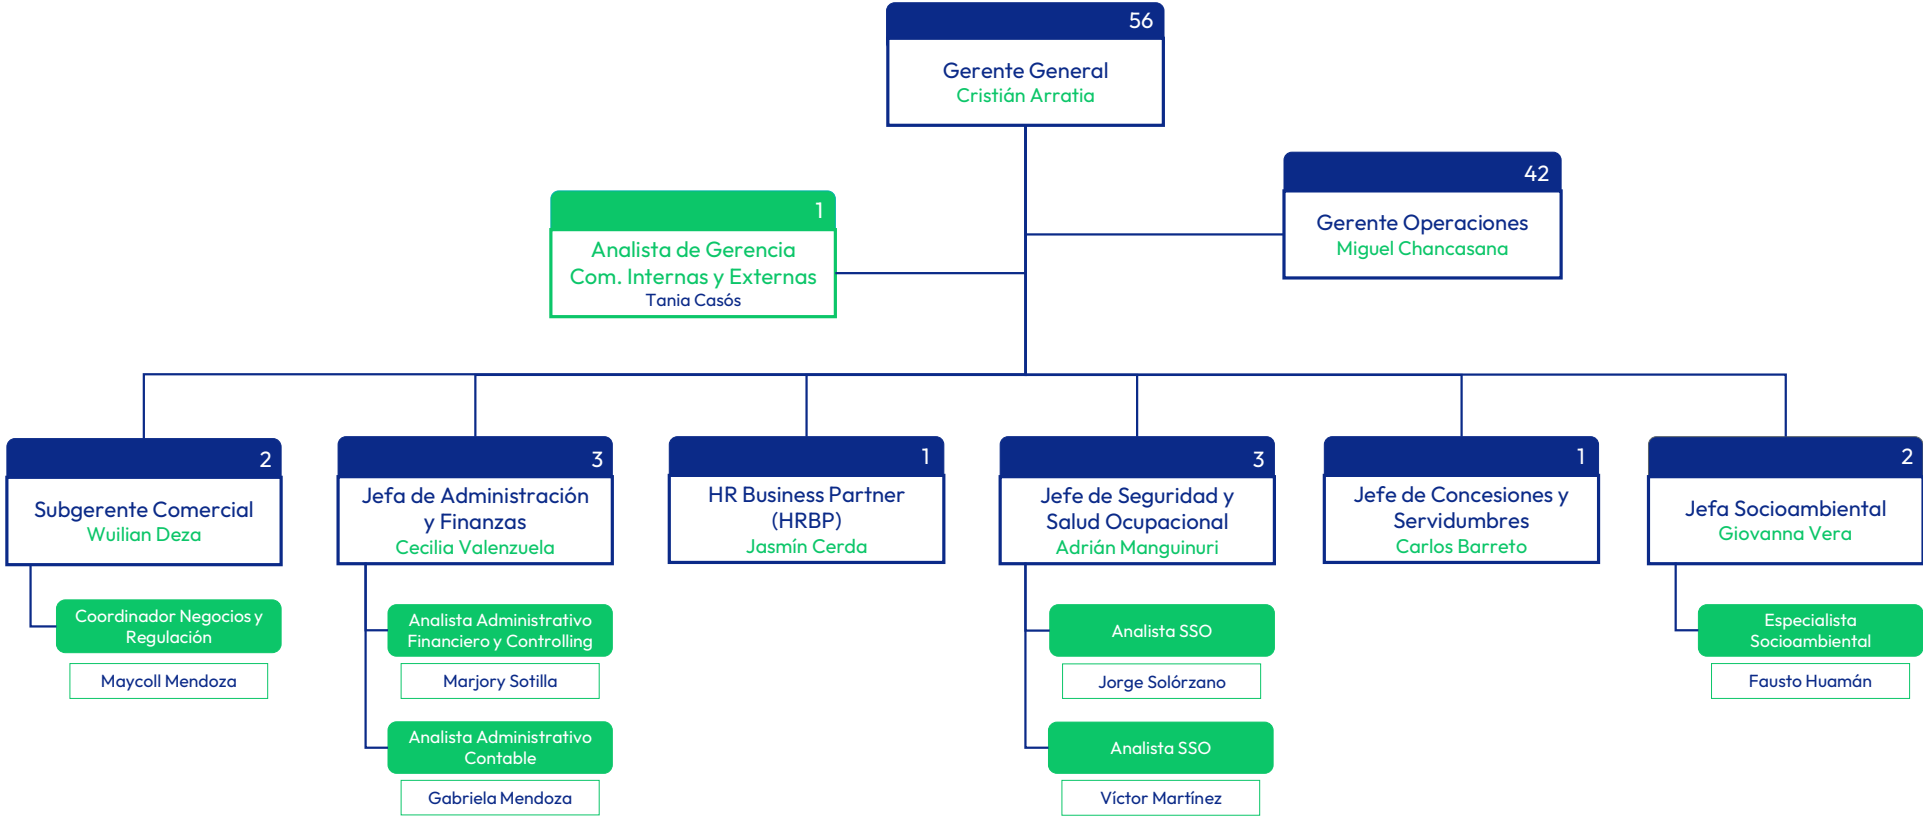 56
Gerente General
Cristián Arratia
42
Gerente Operaciones
Miguel Chancasana
1
Analista de Gerencia
Com. Internas y Externas
Tania Casós
2
Subgerente Comercial
Wuilian Deza
Coordinador Negocios y
Regulación
Maycoll Mendoza
3
Jefa de Administración
y Finanzas
Cecilia Valenzuela
Analista Administrativo
Financiero y Controlling
Marjory Sotilla
Analista Administrativo
Contable
Gabriela Mendoza
1
HR Business Partner
(HRBP)
Jasmín Cerda
3
Jefe de Seguridad y
Salud Ocupacional
Adrián Manguinuri
Analista SSO
Jorge Solórzano
Analista SSO
Víctor Martínez
1
Jefe de Concesiones y
Servidumbres
Carlos Barreto
2
Jefa Socioambiental
Giovanna Vera
Especialista
Socioambiental
Fausto Huamán